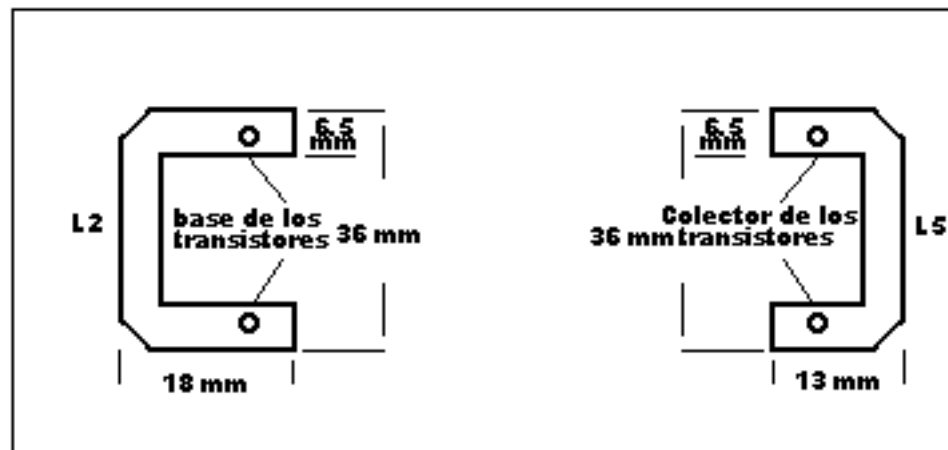 6.5
mm
6.5
mm
L2
base de los
transistores
36 mm
Colector de los
36 mm transistores
L5
18 mm
13 mm